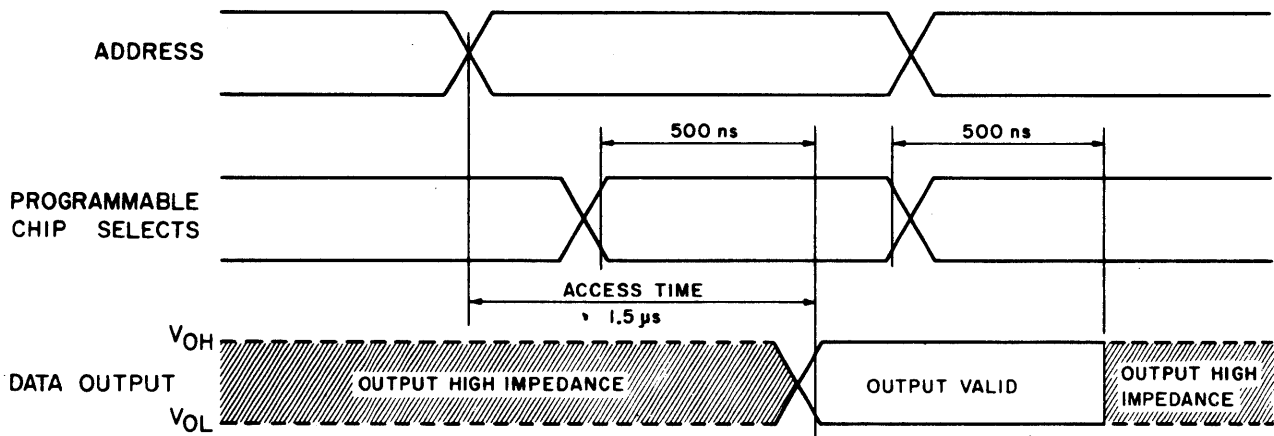 ADDRESS
500 ns
500 ns
PROGRAMMABLE
CHIP SELECTS
ACCESS TIME
1.5 μs
VOH
DATA OUTPUT
OUTPUT HIGH IMPEDANCE
OUTPUT VALID
OUTPUT HIGH
IMPEDANCE
VOL